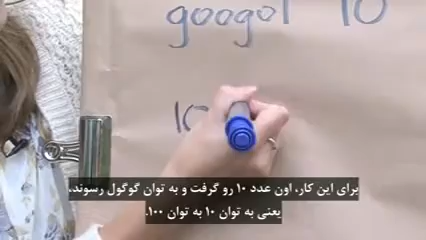 googol 10
10
برای این کار، اون عدد ۱۰ رو گرفت و به توان گوگول رسوند،
یعنی به توان ۱۰ به توان ۱۰۰.